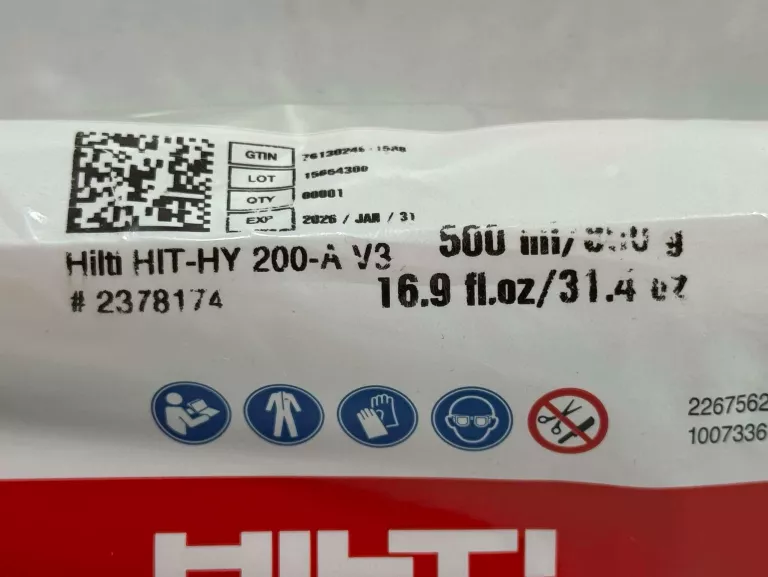 GTIN
LOT 15664300
QTY 00001
EXP 2026 / JAN / 31
Hilti HIT-HY 200-A V3
500 ml/
# 2378174
16.9 fl.oz/31.4 oz
2267562
1007336
HILTI